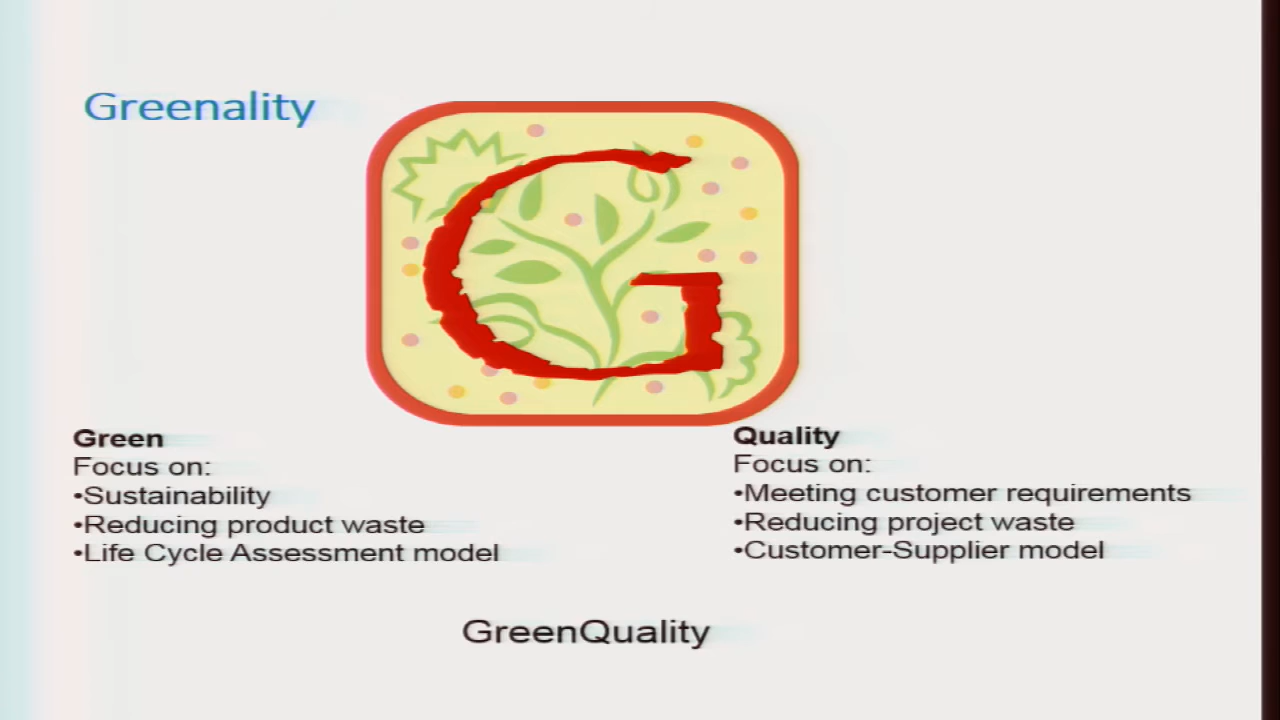 Greenality
G
Green
Focus on:
•Sustainability
•Reducing product waste
•Life Cycle Assessment model
Quality
Focus on:
•Meeting customer requirements
•Reducing project waste
•Customer-Supplier model
GreenQuality